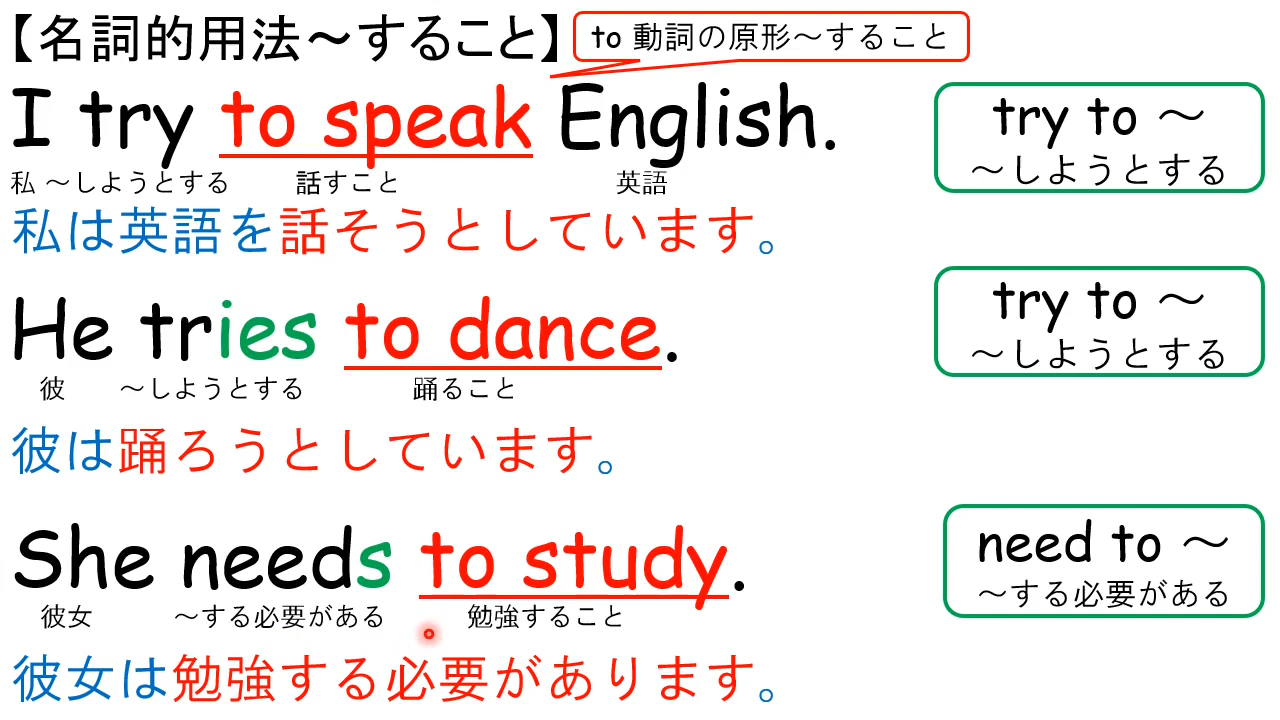 【名詞的用法～すること】
to 動詞の原形～すること
I try to speak English.
私 ～しようとする 話すこと 英語
私は英語を話そうとしています。
try to ～
～しようとする
He tries to dance.
彼 ～しようとする 踊ること
彼は踊ろうとしています。
try to ～
～しようとする
She needs to study.
彼女 ～する必要がある 勉強すること
彼女は勉強する必要があります。
need to ～
～する必要がある